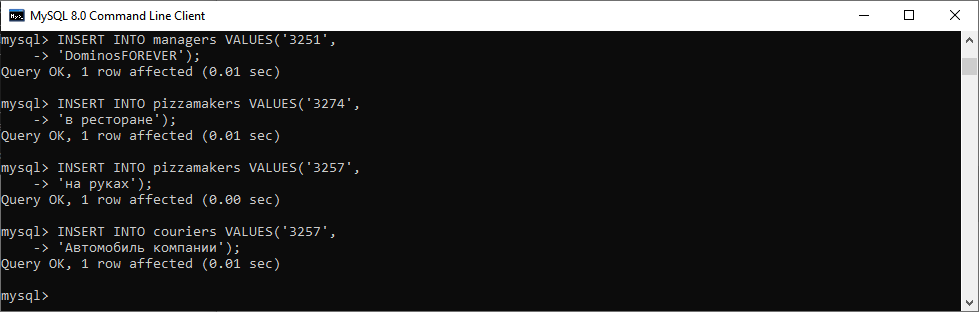 MySQL 8.0 Command Line Client
mysql> INSERT INTO managers VALUES('3251',
    -> 'DominosFOREVER');
Query OK, 1 row affected (0.01 sec)
mysql> INSERT INTO pizzamakers VALUES('3274',
    -> 'в ресторане');
Query OK, 1 row affected (0.01 sec)
mysql> INSERT INTO pizzamakers VALUES('3257',
    -> 'на руках');
Query OK, 1 row affected (0.00 sec)
mysql> INSERT INTO couriers VALUES('3257',
    -> 'Автомобиль компании');
Query OK, 1 row affected (0.01 sec)
mysql>